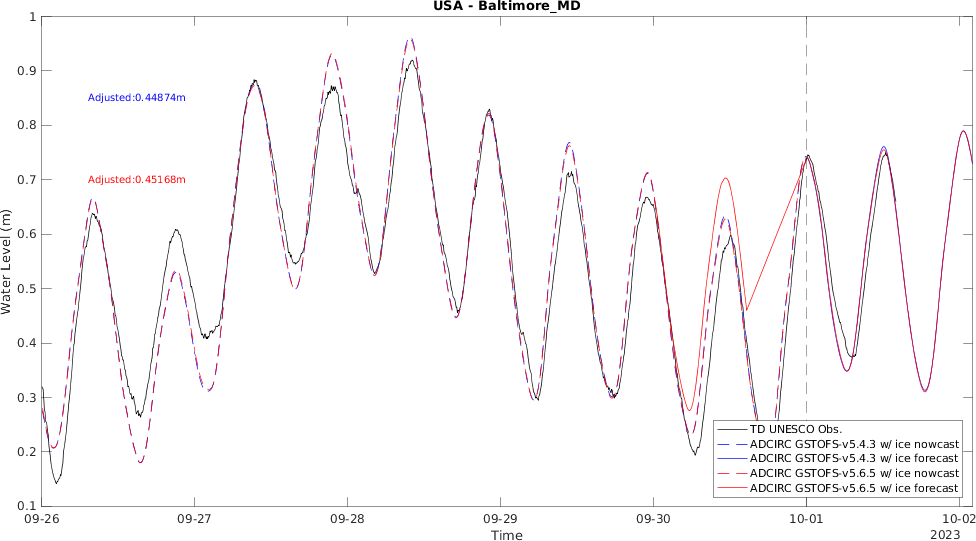 USA - Baltimore_MD
1
0.9
0.8
0.7
0.6
0.5
0.4
0.3
0.2
0.1
Water Level (m)
Adjusted:0.44874m
Adjusted:0.45168m
TD UNESCO Obs.
ADCIRC GSTOFS-v5.4.3 w/ ice nowcast
ADCIRC GSTOFS-v5.4.3 w/ ice forecast
ADCIRC GSTOFS-v5.6.5 w/ ice nowcast
ADCIRC GSTOFS-v5.6.5 w/ ice forecast
09-26 09-27 09-28 09-29 09-30 10-01 10-02
Time
2023